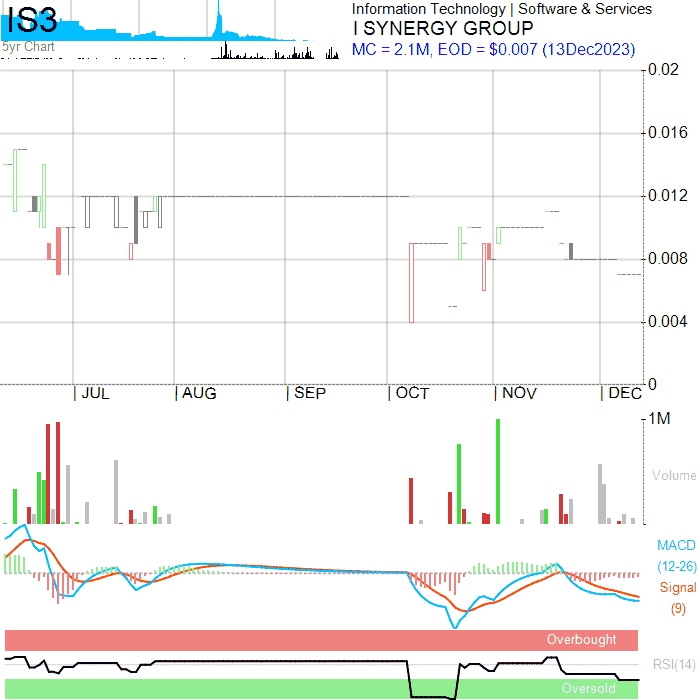 IS3
5yr Chart
Information Technology | Software & Services
I SYNERGY GROUP
MC = 2.1M, EOD = $0.007 (13Dec2023)
0.02
0.016
0.012
0.008
0.004
0
| JUL | AUG | SEP | OCT | NOV | DEC
1M
Volume
MACD
(12-26)
Signal
(9)
Overbought
RSI(14)
Oversold